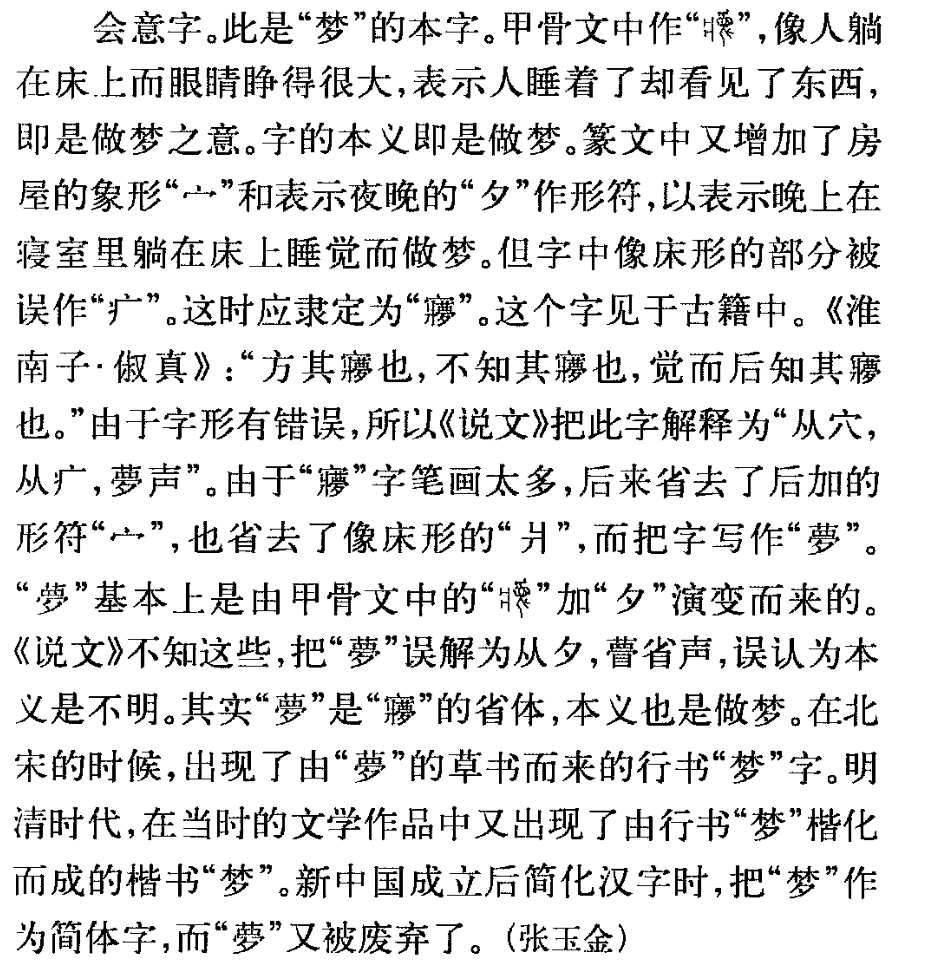 会意字。此是“梦”的本字。甲骨文中作“”,像人躺
在床上而眼睛睁得很大,表示人睡着了却看见了东西,
即是做梦之意。字的本义即是做梦。篆文中又增加了房
屋的象形“宀”和表示夜晚的“夕”作形符,以表示晚上在
寝室里躺在床上睡觉而做梦。但字中像床形的部分被
误作“疒”。这时应隶定为“㝱”。这个字见于古籍中。《淮
南子·俶真》:“方其㝱也,不知其㝱也,觉而后知其㝱
也。”由于字形有错误,所以《说文》把此字解释为“从穴,
从疒,夢声”。由于“㝱”字笔画太多,后来省去了后加的
形符“宀”,也省去了像床形的“爿”,而把字写作“夢”。
“夢”基本上是由甲骨文中的“”加“夕”演变而来的。
《说文》不知这些,把“夢”误解为从夕,瞢省声,误认为本
义是不明。其实“夢”是“㝱”的省体,本义也是做梦。在北
宋的时候,出现了由“夢”的草书而来的行书“梦”字。明
清时代,在当时的文学作品中又出现了由行书“梦”楷化
而成的楷书“梦”。新中国成立后简化汉字时,把“梦”作
为简体字,而“夢”又被废弃了。(张玉金)